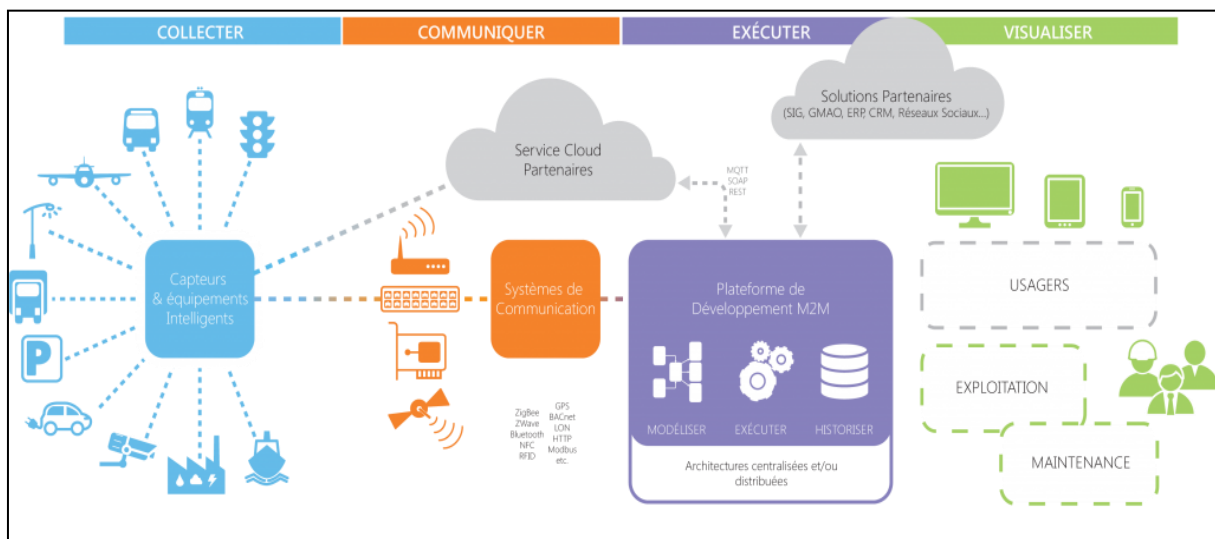 COLLECTER
COMMUNIQUER
EXÉCUTER
VISUALISER
Solutions Partenaires
(SIG, GMAO, ERP, CRM, Réseaux Sociaux...)
Service Cloud
Partenaires
MQTT
SOAP
REST
Capteurs
& équipements
Intelligents
Systèmes de
Communication
Plateforme de
Développement M2M
MODÉLISER
EXÉCUTER
HISTORISER
Architectures centralisées et/ou
distribuées
ZigBee
ZWave
Bluetooth
NFC
RFID
GPS
BACnet
LON
HTTP
Modbus
etc.
P
USAGERS
EXPLOITATION
MAINTENANCE